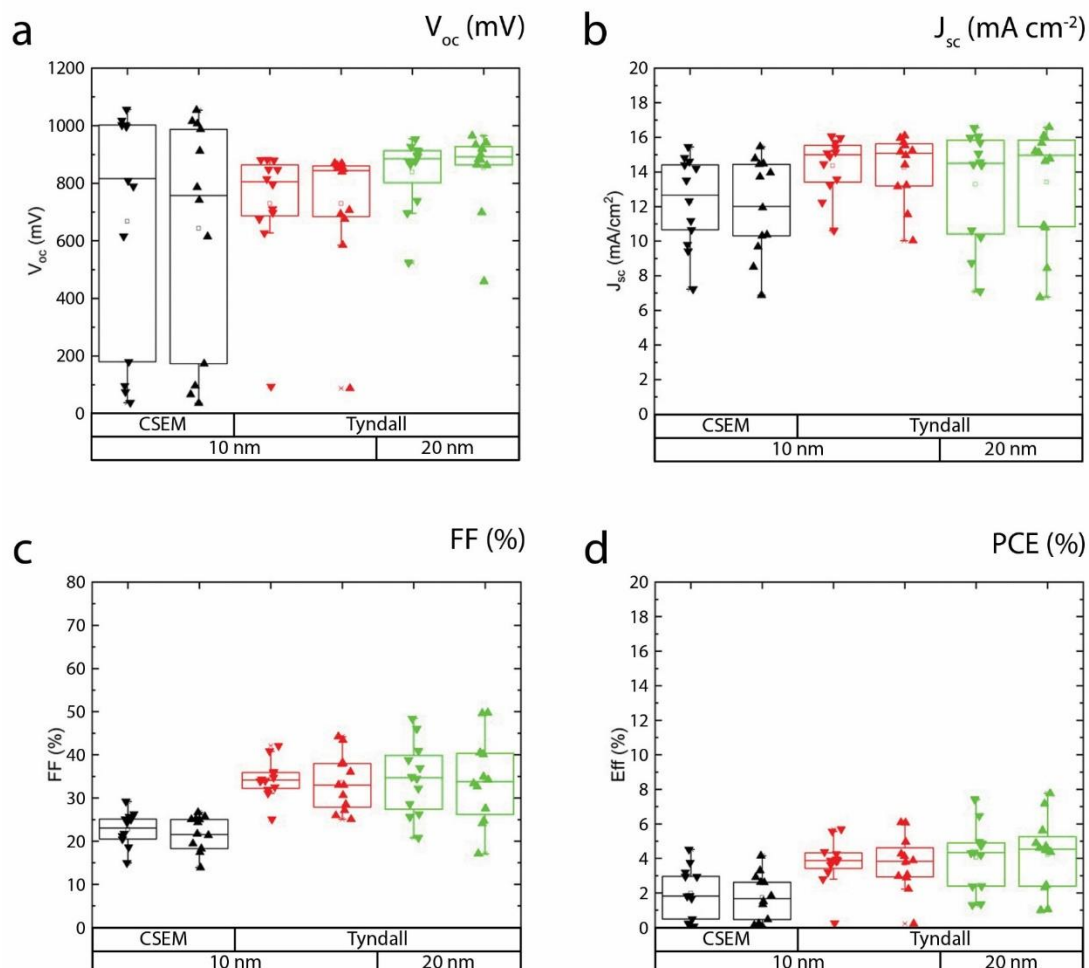 a
V_oc (mV)
1200
1000
800
600
400
200
0
V_oc (mV)
CSEM
Tyndall
10 nm
20 nm
b
J_sc (mA cm⁻²)
20
18
16
14
12
10
8
6
4
2
0
J_sc (mA/cm²)
CSEM
Tyndall
10 nm
20 nm
c
FF (%)
80
70
60
50
40
30
20
10
0
FF (%)
CSEM
Tyndall
10 nm
20 nm
d
PCE (%)
20
18
16
14
12
10
8
6
4
2
0
Eff (%)
CSEM
Tyndall
10 nm
20 nm